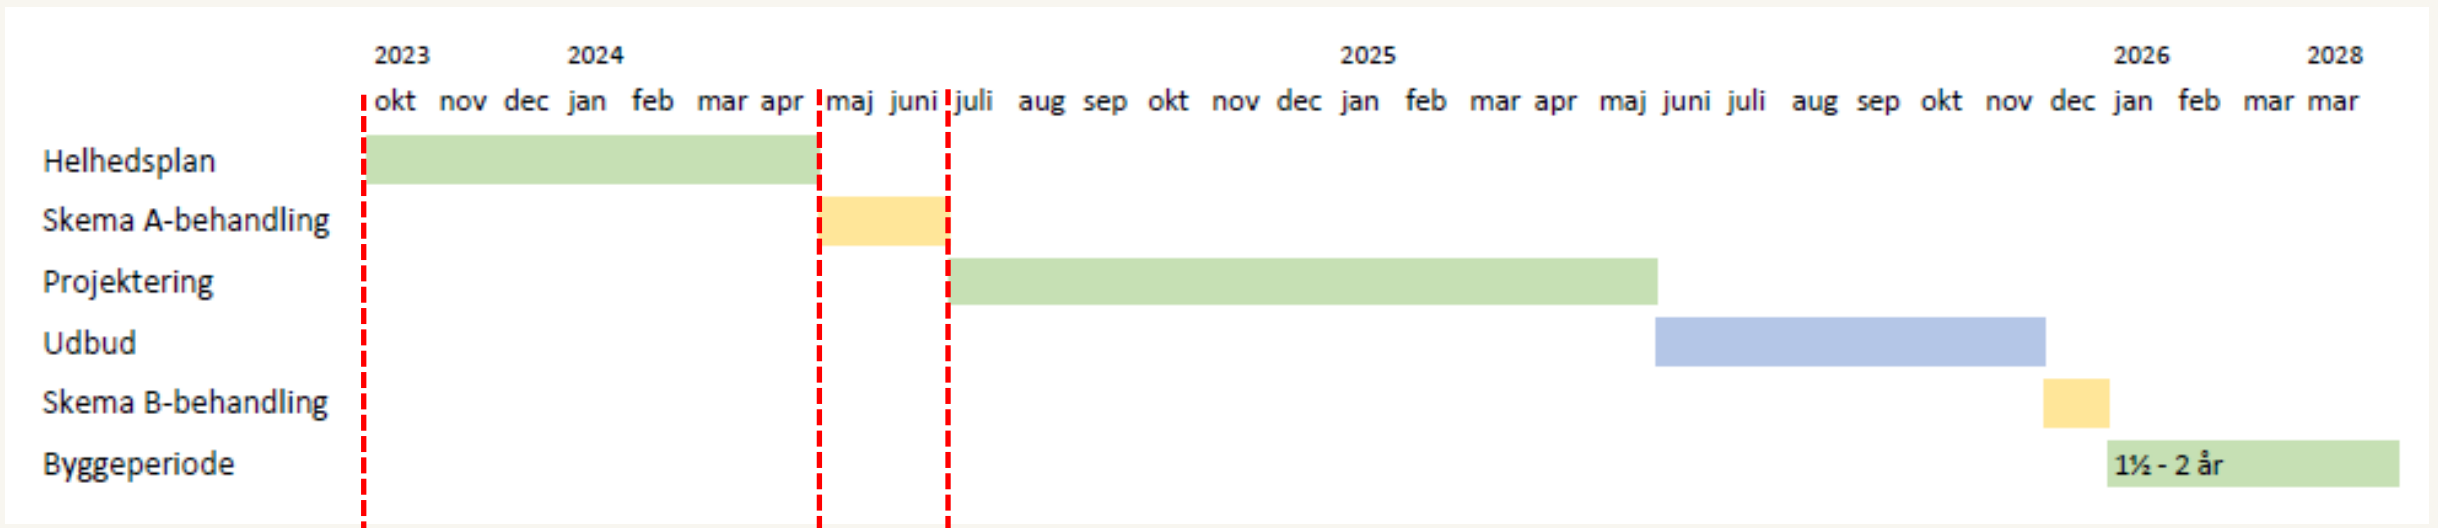 2023 2024 2025 2026 2028
okt nov dec jan feb mar apr maj juni juli aug sep okt nov dec jan feb mar apr maj juni juli aug sep okt nov dec jan feb mar mar
Helhedsplan
Skema A-behandling
Projektering
Udbud
Skema B-behandling
Byggeperiode 1½ - 2 år